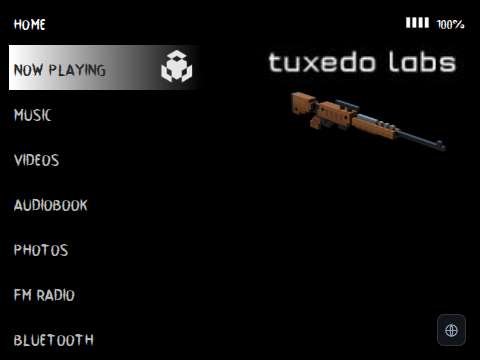 HOME
100%
NOW PLAYING
tuxedo labs
MUSIC
VIDEOS
AUDIOBOOK
PHOTOS
FM RADIO
BLUETOOTH